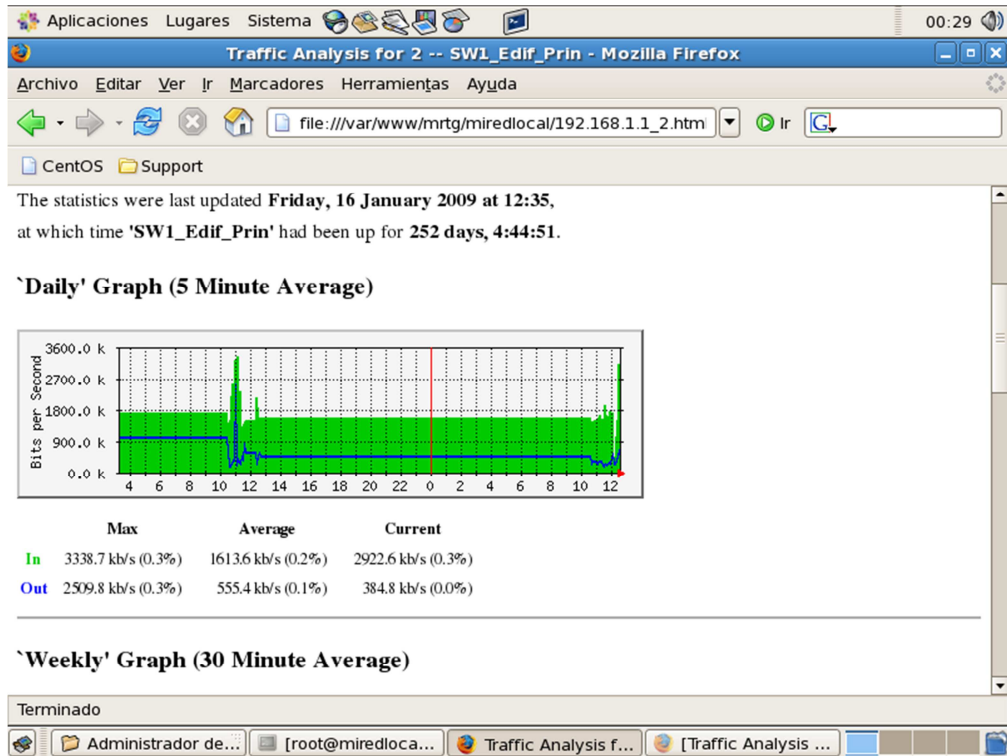 Aplicaciones Lugares Sistema 00:29
Traffic Analysis for 2 -- SW1_Edif_Prin - Mozilla Firefox
Archivo Editar Ver Ir Marcadores Herramientas Ayuda
file:///var/www/mrtg/miredlocal/192.168.1.1_2.htm Ir G
CentOS Support
The statistics were last updated Friday, 16 January 2009 at 12:35,
at which time 'SW1_Edif_Prin' had been up for 252 days, 4:44:51.
`Daily' Graph (5 Minute Average)
Bits per Second
3600.0 k
2700.0 k
1800.0 k
900.0 k
0.0 k
4 6 8 10 12 14 16 18 20 22 0 2 4 6 8 10 12
Max Average Current
In 3338.7 kb/s (0.3%) 1613.6 kb/s (0.2%) 2922.6 kb/s (0.3%)
Out 2509.8 kb/s (0.3%) 555.4 kb/s (0.1%) 384.8 kb/s (0.0%)
`Weekly' Graph (30 Minute Average)
Terminado
Administrador de... [root@miredloca... Traffic Analysis f... [Traffic Analysis ...